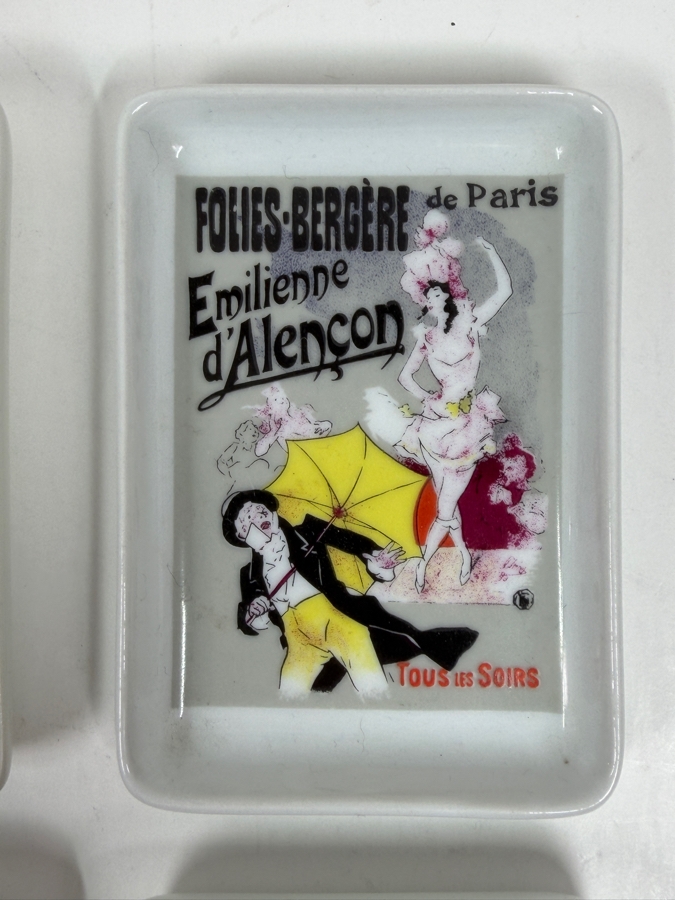 FOLIES-BERGÈRE de Paris
Emilienne
d'Alençon
TOUS LES SOIRS